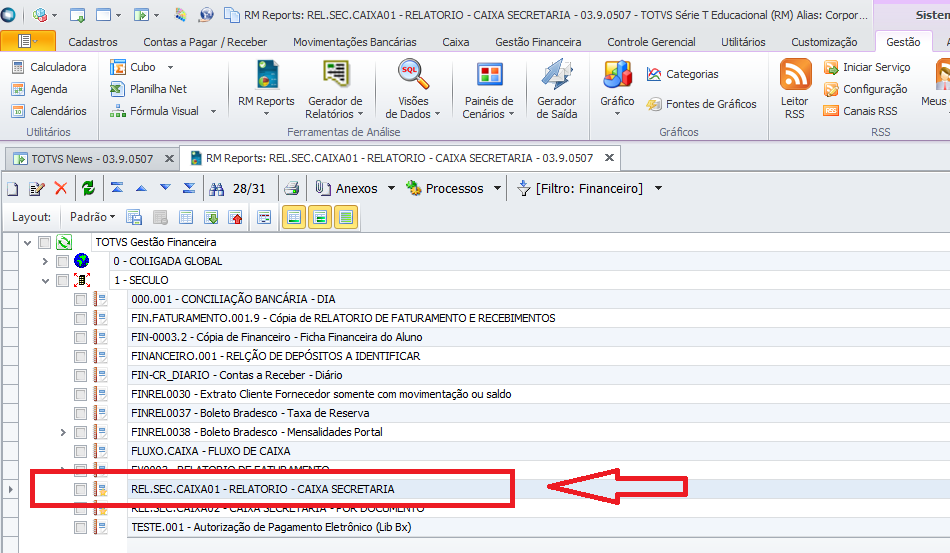 RM Reports: REL.SEC.CAIXA01 - RELATORIO - CAIXA SECRETARIA - 03.9.0507 - TOTVS Série T Educacional (RM) Alias: Corpor...
Sisten
Cadastros Contas a Pagar / Receber Movimentações Bancárias Caixa Gestão Financeira Controle Gerencial Utilitários Customização Gestão
Calculadora
Agenda
Calendários
Utilitários
Cubo
Planilha Net
Fórmula Visual
RM Reports
Gerador de Relatórios
SQL
Visões de Dados
Painéis de Cenários
Gerador de Saída
Ferramentas de Análise
Gráfico
Categorias
Fontes de Gráficos
Gráficos
Leitor RSS
Iniciar Serviço
Configuração
Canais RSS
RSS
Meus
TOTVS News - 03.9.0507
RM Reports: REL.SEC.CAIXA01 - RELATORIO - CAIXA SECRETARIA - 03.9.0507
28/31 Anexos Processos [Filtro: Financeiro]
Layout: Padrão
TOTVS Gestão Financeira
0 - COLIGADA GLOBAL
1 - SECULO
000.001 - CONCILIAÇÃO BANCÁRIA - DIA
FIN.FATURAMENTO.001.9 - Cópia de RELATORIO DE FATURAMENTO E RECEBIMENTOS
FIN-0003.2 - Cópia de Financeiro - Ficha Financeira do Aluno
FINANCEIRO.001 - RELÇÃO DE DEPÓSITOS A IDENTIFICAR
FIN-CR_DIARIO - Contas a Receber - Diário
FINREL0030 - Extrato Cliente Fornecedor somente com movimentação ou saldo
FINREL0037 - Boleto Bradesco - Taxa de Reserva
FINREL0038 - Boleto Bradesco - Mensalidades Portal
FLUXO.CAIXA - FLUXO DE CAIXA
- RELATORIO DE FATURAMENTO
REL.SEC.CAIXA01 - RELATORIO - CAIXA SECRETARIA
REL.SEC.CAIXA02 - CAIXA SECRETARIA - POR DOCUMENTO
TESTE.001 - Autorização de Pagamento Eletrônico (Lib Bx)